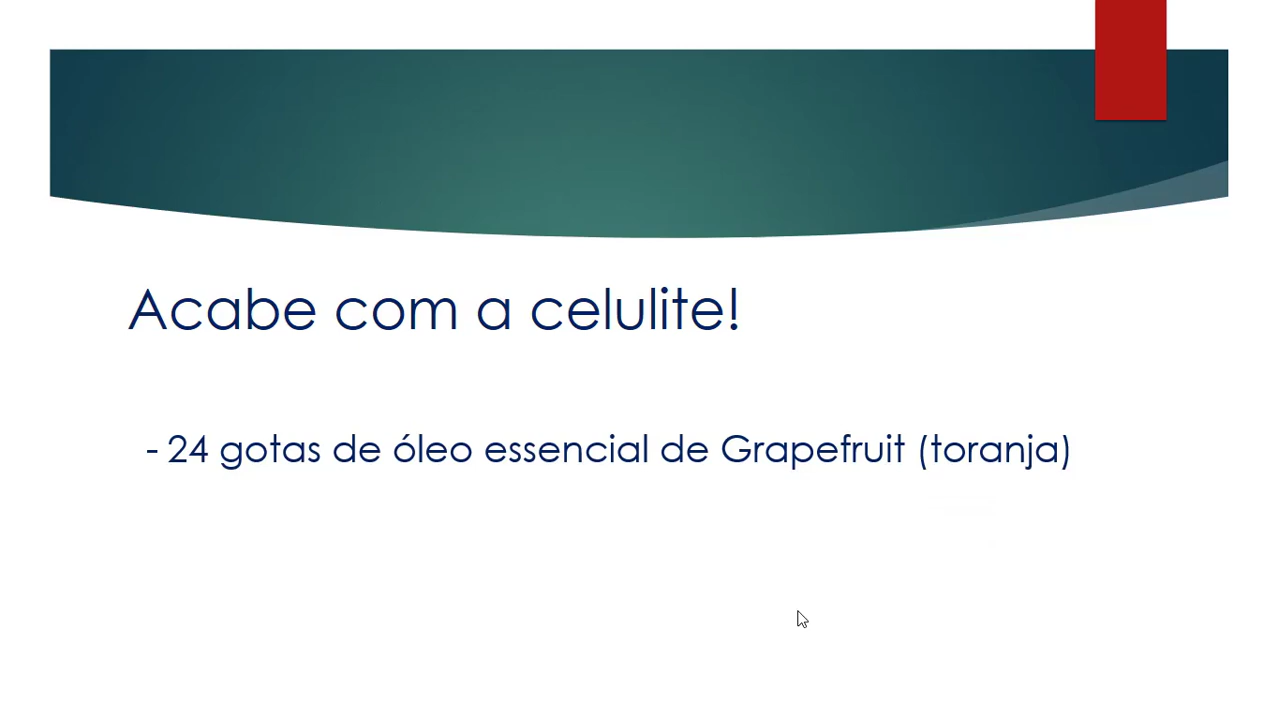 Acabe com a celulite!
- 24 gotas de óleo essencial de Grapefruit (toranja)